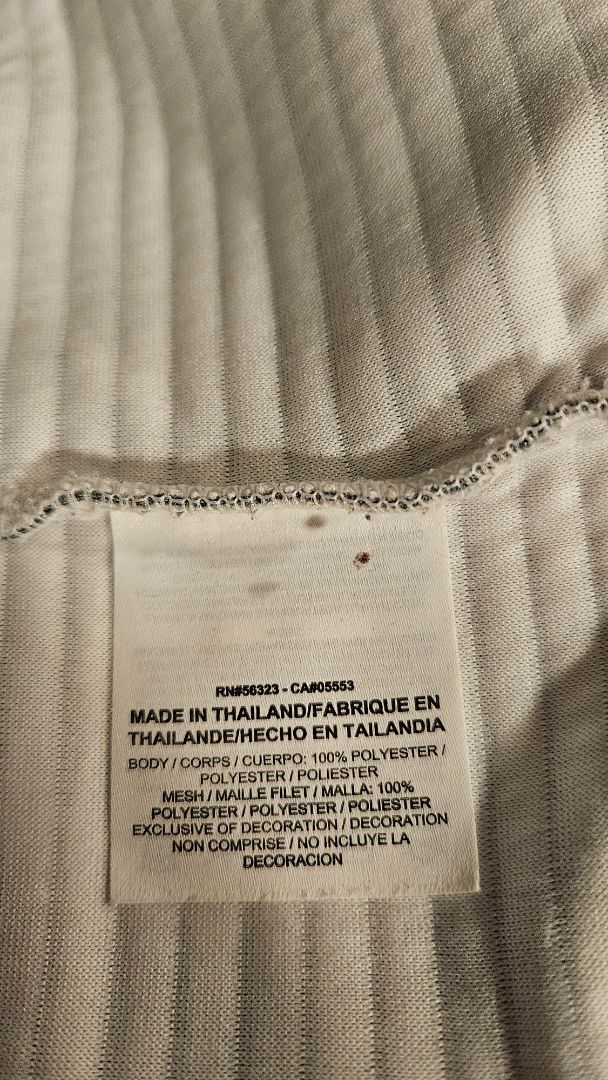 RN#56323 - CA#05553
MADE IN THAILAND/FABRIQUE EN
THAILANDE/HECHO EN TAILANDIA
BODY / CORPS / CUERPO: 100% POLYESTER /
POLYESTER / POLIESTER
MESH / MAILLE FILET / MALLA: 100%
POLYESTER / POLYESTER / POLIESTER
EXCLUSIVE OF DECORATION / DECORATION
NON COMPRISE / NO INCLUYE LA
DECORACION